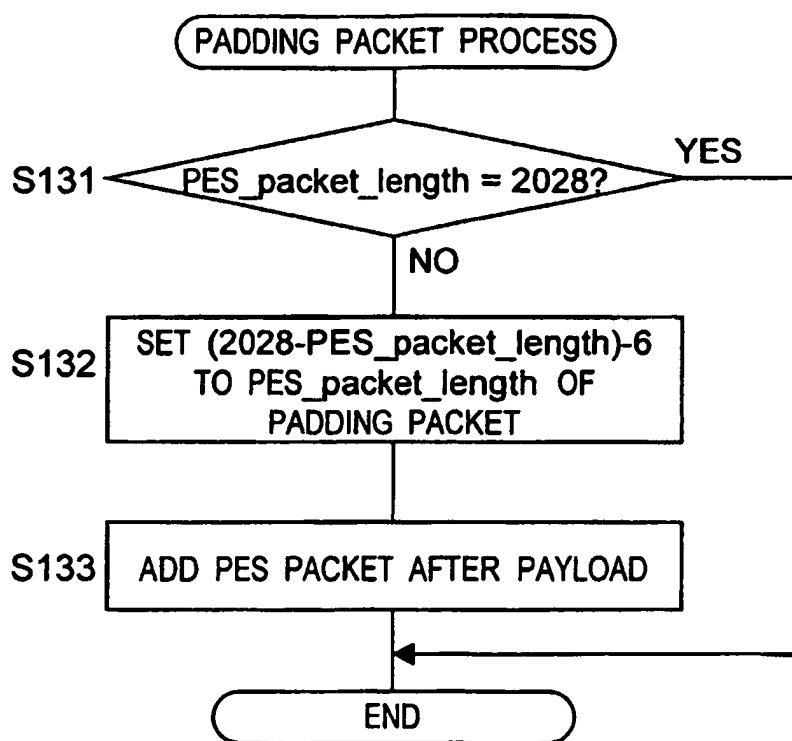 PADDING PACKET PROCESS
YES
S131
PES_packet_length = 2028?
NO
S132
SET (2028-PES_packet_length)-6
TO PES_packet_length OF
PADDING PACKET
S133
ADD PES PACKET AFTER PAYLOAD
END